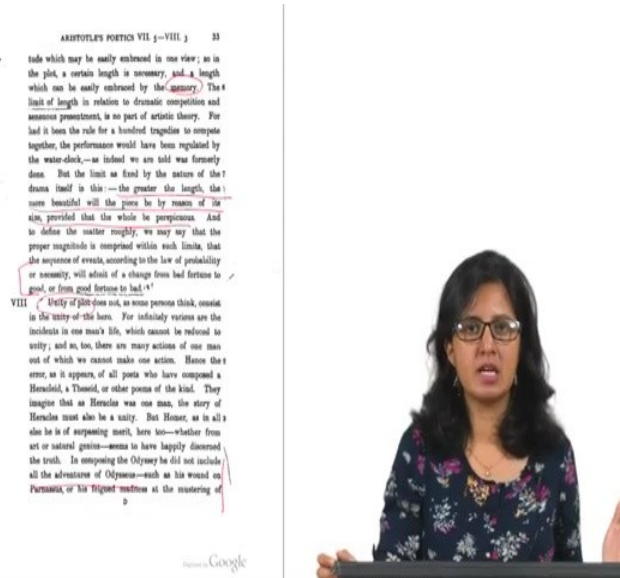 ARISTOTLE'S POETICS VII. 5—VIII. 3 33
tude which may be easily embraced in one view; so in
the plot, a certain length is necessary, and a length
which can be easily embraced by the memory. The 6
limit of length in relation to dramatic competition and
sensuous presentment, is no part of artistic theory. For
had it been the rule for a hundred tragedies to compete
together, the performance would have been regulated by
the water-clock,—as indeed we are told was formerly
done. But the limit as fixed by the nature of the 7
drama itself is this:—the greater the length, the
more beautiful will the piece be by reason of its
size, provided that the whole be perspicuous. And
to define the matter roughly, we may say that the
proper magnitude is comprised within such limits, that
the sequence of events, according to the law of probability
or necessity, will admit of a change from bad fortune to
good, or from good fortune to bad.
VIII Unity of plot does not, as some persons think, consist
in the unity of the hero. For infinitely various are the
incidents in one man's life, which cannot be reduced to
unity; and so, too, there are many actions of one man
out of which we cannot make one action. Hence the 2
error, as it appears, of all poets who have composed a
Heracleid, a Theseid, or other poems of the kind. They
imagine that as Heracles was one man, the story of
Heracles must also be a unity. But Homer, as in all 3
else he is of surpassing merit, here too—whether from
art or natural genius—seems to have happily discerned
the truth. In composing the Odyssey he did not include
all the adventures of Odysseus—such as his wound on
Parnassus, or his feigned madness at the mustering of
D
Digitized by Google